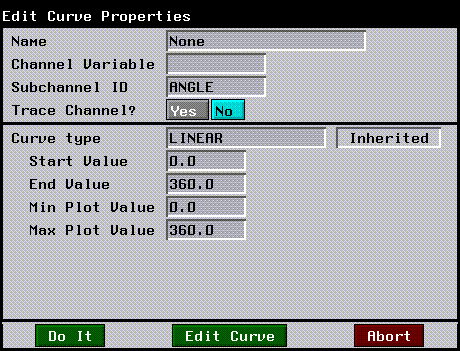 Edit Curve Properties
Name None
Channel Variable
Subchannel ID ANGLE
Trace Channel? Yes No
Curve type LINEAR Inherited
Start Value 0.0
End Value 360.0
Min Plot Value 0.0
Max Plot Value 360.0
Do It Edit Curve Abort